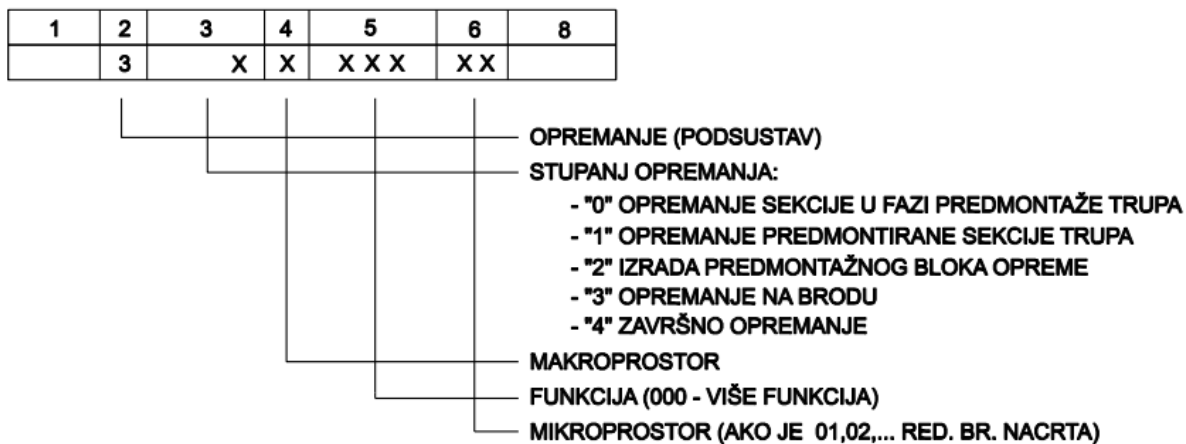 1 2 3 4 5 6 8
3 X X X X X X X
OPREMANJE (PODSUSTAV)
STUPANJ OPREMANJA:
- "0" OPREMANJE SEKCIJE U FAZI PREDMONTAŽE TRUPA
- "1" OPREMANJE PREDMONTIRANE SEKCIJE TRUPA
- "2" IZRADA PREDMONTAŽNOG BLOKA OPREME
- "3" OPREMANJE NA BRODU
- "4" ZAVRŠNO OPREMANJE
MAKROPROSTOR
FUNKCIJA (000 - VIŠE FUNKCIJA)
MIKROPROSTOR (AKO JE 01,02,... RED. BR. NACRTA)